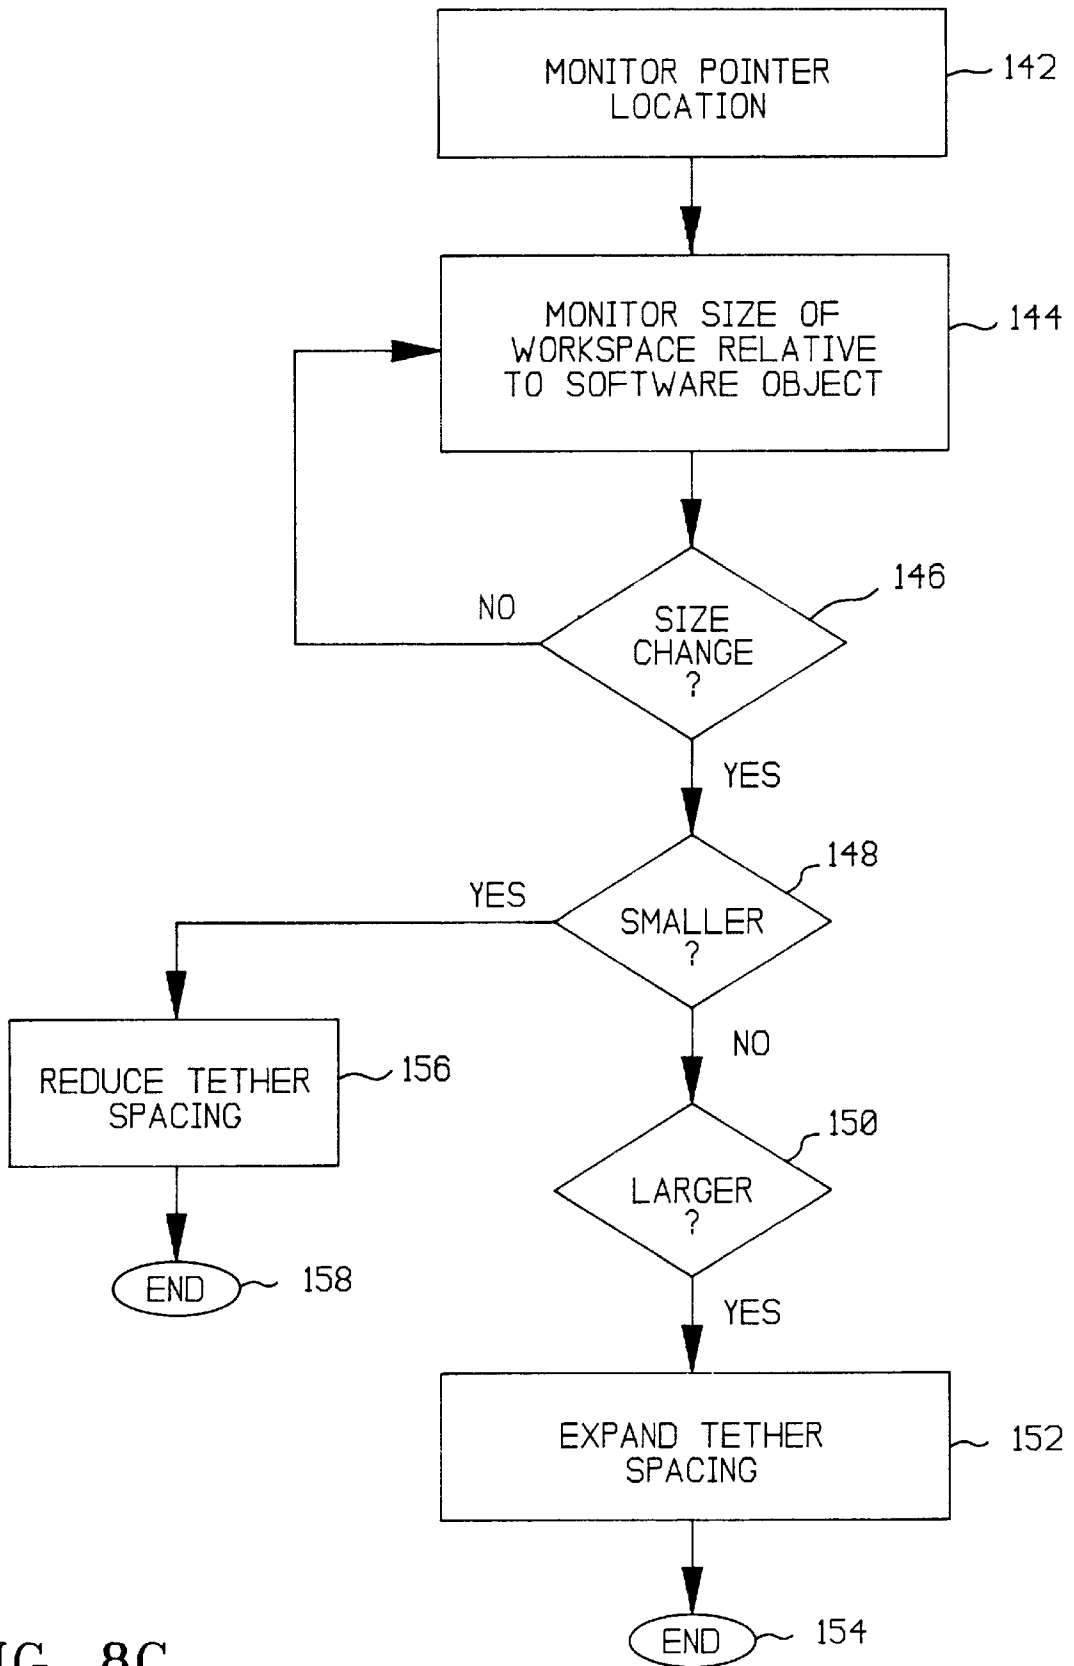 MONITOR POINTER
LOCATION
142
MONITOR SIZE OF
WORKSPACE RELATIVE
TO SOFTWARE OBJECT
144
146
NO
SIZE
CHANGE
?
YES
148
YES
SMALLER
?
NO
156
REDUCE TETHER
SPACING
150
LARGER
?
END
158
YES
EXPAND TETHER
SPACING
152
END
154
8C